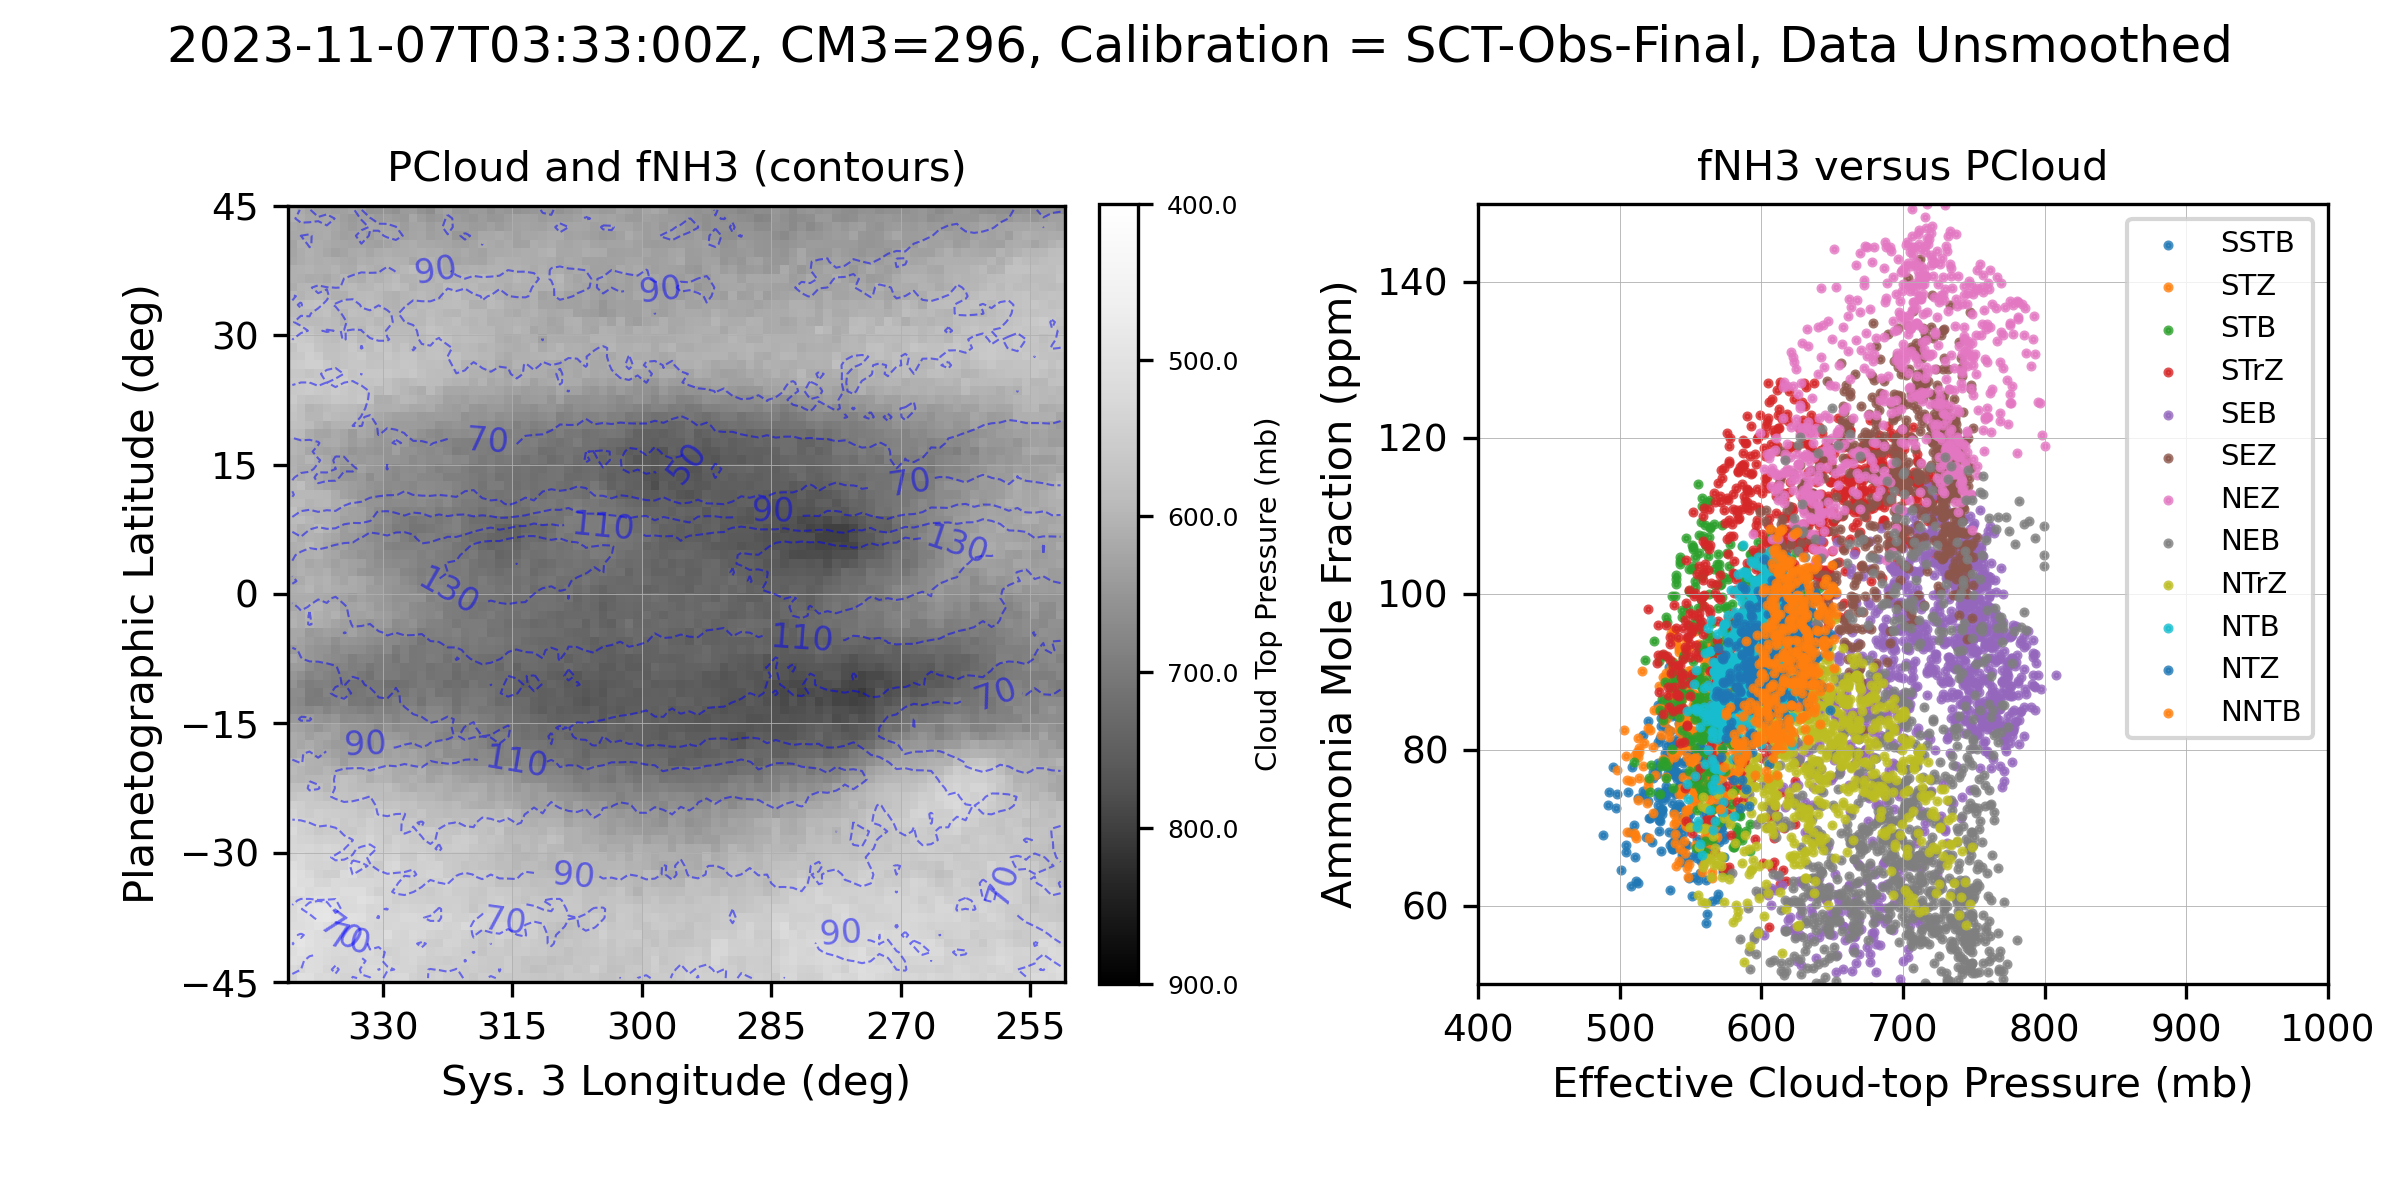 2023-11-07T03:33:00Z, CM3=296, Calibration = SCT-Obs-Final, Data Unsmoothed
PCloud and fNH3 (contours)
Planetographic Latitude (deg)
45
30
15
0
−15
−30
−45
330 315 300 285 270 255
Sys. 3 Longitude (deg)
90
90
70
50
70
90
110
130
130
110
70
90
110
90
70
70
70
70
90
400.0
500.0
600.0
700.0
800.0
900.0
Cloud Top Pressure (mb)
fNH3 versus PCloud
Ammonia Mole Fraction (ppm)
140
120
100
80
60
400 500 600 700 800 900 1000
Effective Cloud-top Pressure (mb)
SSTB
STZ
STB
STrZ
SEB
SEZ
NEZ
NEB
NTrZ
NTB
NTZ
NNTB